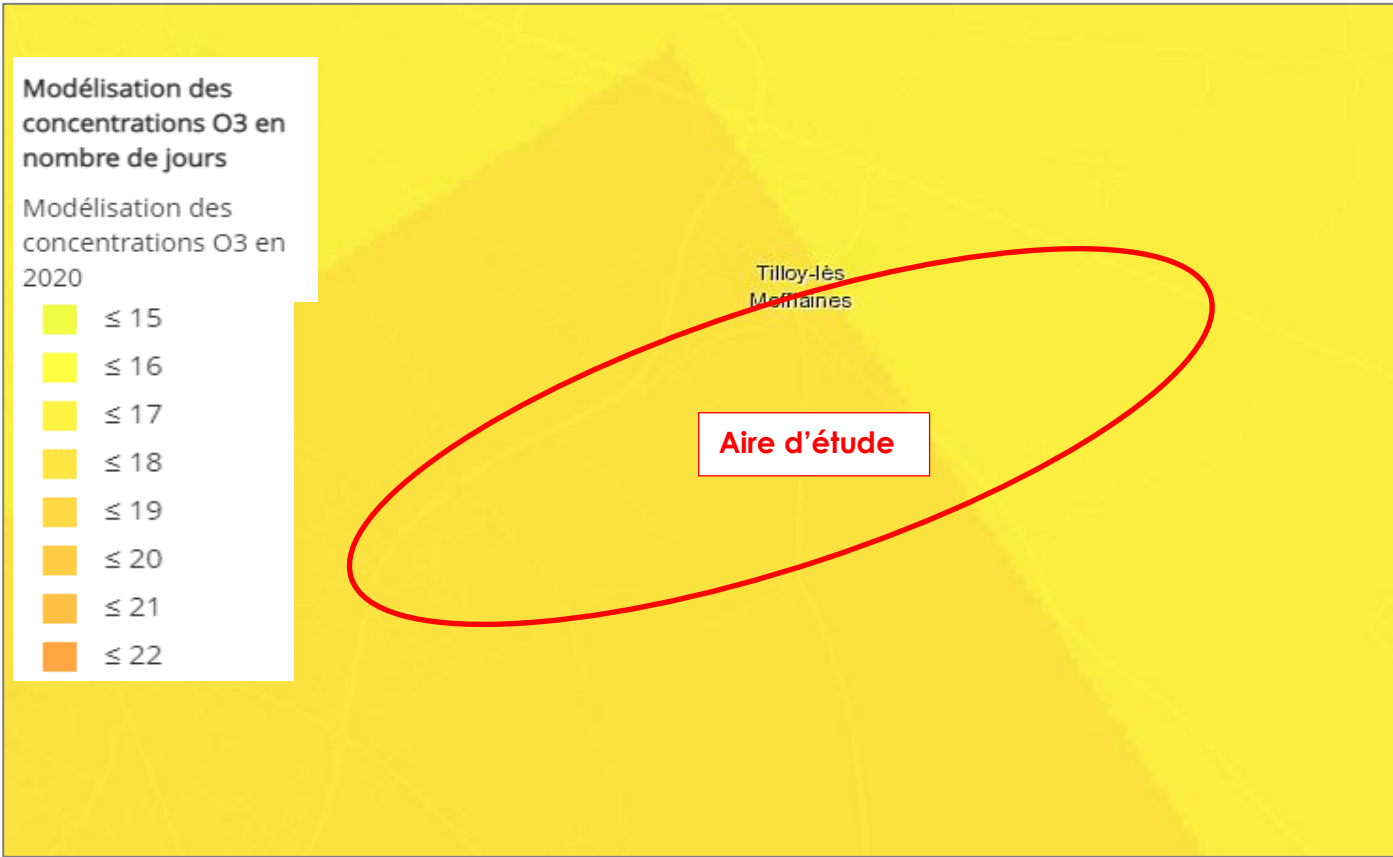 Modélisation des
concentrations O3 en
nombre de jours
Modélisation des
concentrations O3 en
2020
≤ 15
≤ 16
≤ 17
≤ 18
≤ 19
≤ 20
≤ 21
≤ 22
Tilloy-lès
Mofflaines
Aire d'étude